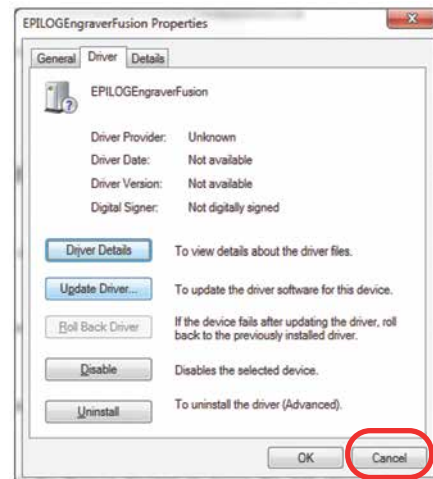 EPILOGEngraverFusion Properties
General Driver Details
EPILOGEngraverFusion
Driver Provider: Unknown
Driver Date: Not available
Driver Version: Not available
Digital Signer: Not digitally signed
Driver Details To view details about the driver files.
Update Driver... To update the driver software for this device.
Roll Back Driver If the device fails after updating the driver, roll
back to the previously installed driver.
Disable Disables the selected device.
Uninstall To uninstall the driver (Advanced).
OK Cancel